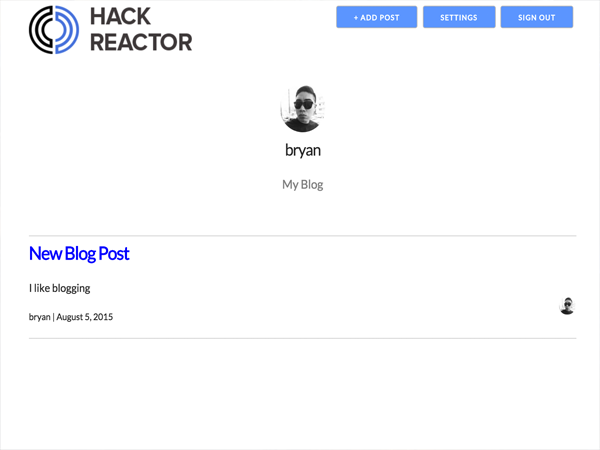 HACK
REACTOR
+ ADD POST
SETTINGS
SIGN OUT
bryan
My Blog
New Blog Post
I like blogging
bryan | August 5, 2015